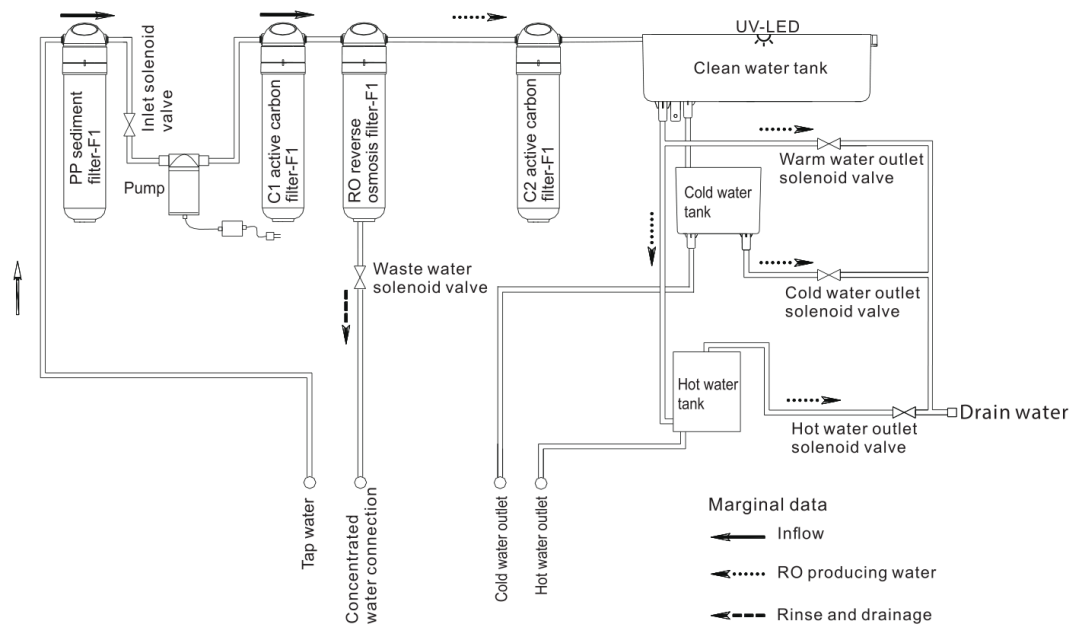 UV-LED
Clean water tank
Inlet solenoid
valve
PP sediment
filter-F1
Pump
C1 active carbon
filter-F1
RO reverse
osmosis filter-F1
C2 active carbon
filter-F1
Warm water outlet
solenoid valve
Cold water
tank
Waste water
solenoid valve
Cold water outlet
solenoid valve
Hot water
tank
Drain water
Hot water outlet
solenoid valve
Tap water
Concentrated
water connection
Cold water outlet
Hot water outlet
Marginal data
Inflow
RO producing water
Rinse and drainage